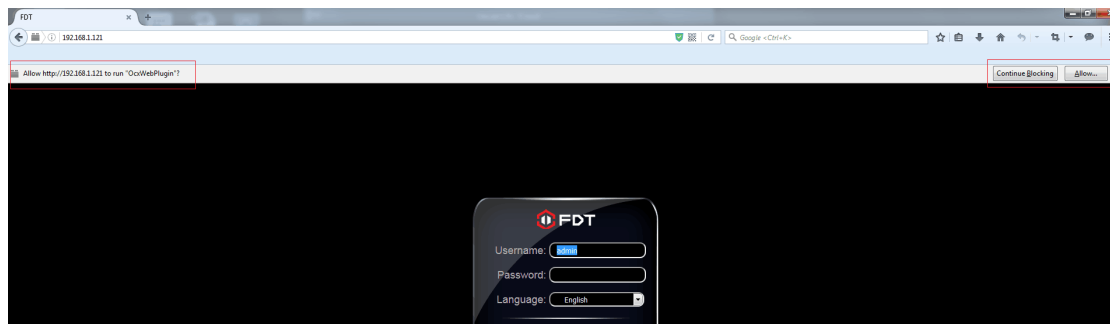 FDT
192.168.1.121
Google <Ctrl+K>
Allow http://192.168.1.121 to run "OcxWebPlugin"?
Continue Blocking
Allow...
FDT
Username: admin
Password:
Language: English